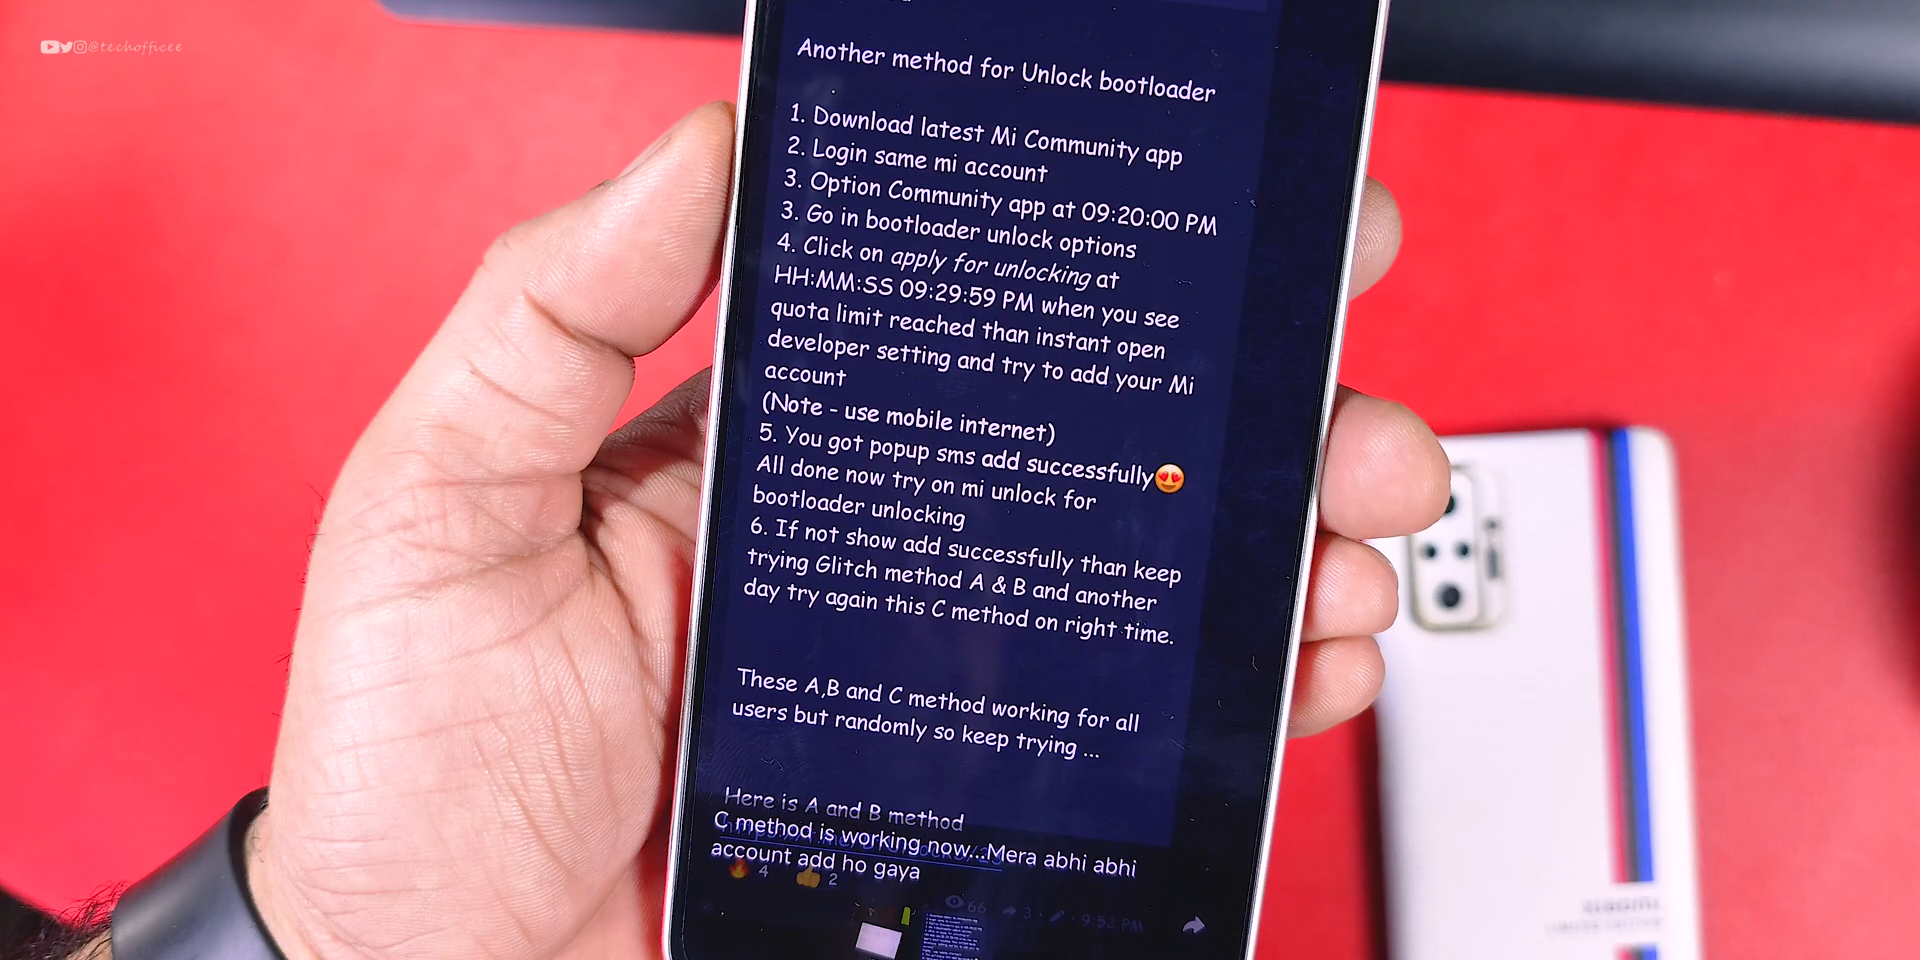 @techofficee
Another method for Unlock bootloader
1. Download latest Mi Community app
2. Login same mi account
3. Option Community app at 09:20:00 PM
3. Go in bootloader unlock options
4. Click on apply for unlocking at
HH:MM:SS 09:29:59 PM when you see
quota limit reached than instant open
developer setting and try to add your Mi
account
(Note - use mobile internet)
5. You got popup sms add successfully😍
All done now try on mi unlock for
bootloader unlocking
6. If not show add successfully than keep
trying Glitch method A & B and another
day try again this C method on right time.
These A,B and C method working for all
users but randomly so keep trying ...
Here is A and B method
C method is working now...Mera abhi abhi
account add ho gaya
🔥 4 👍 2
66 3 · 9:52 PM
XIAOMI
LIMITED EDITION